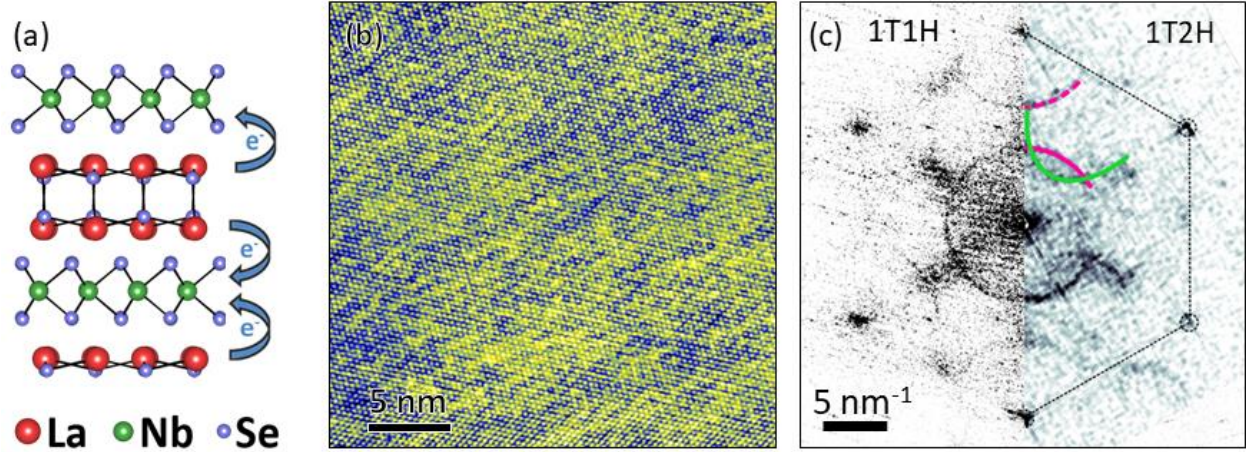 (a)
e-
e-
e-
La Nb Se
(b)
5 nm
(c) 1T1H 1T2H
5 nm-1